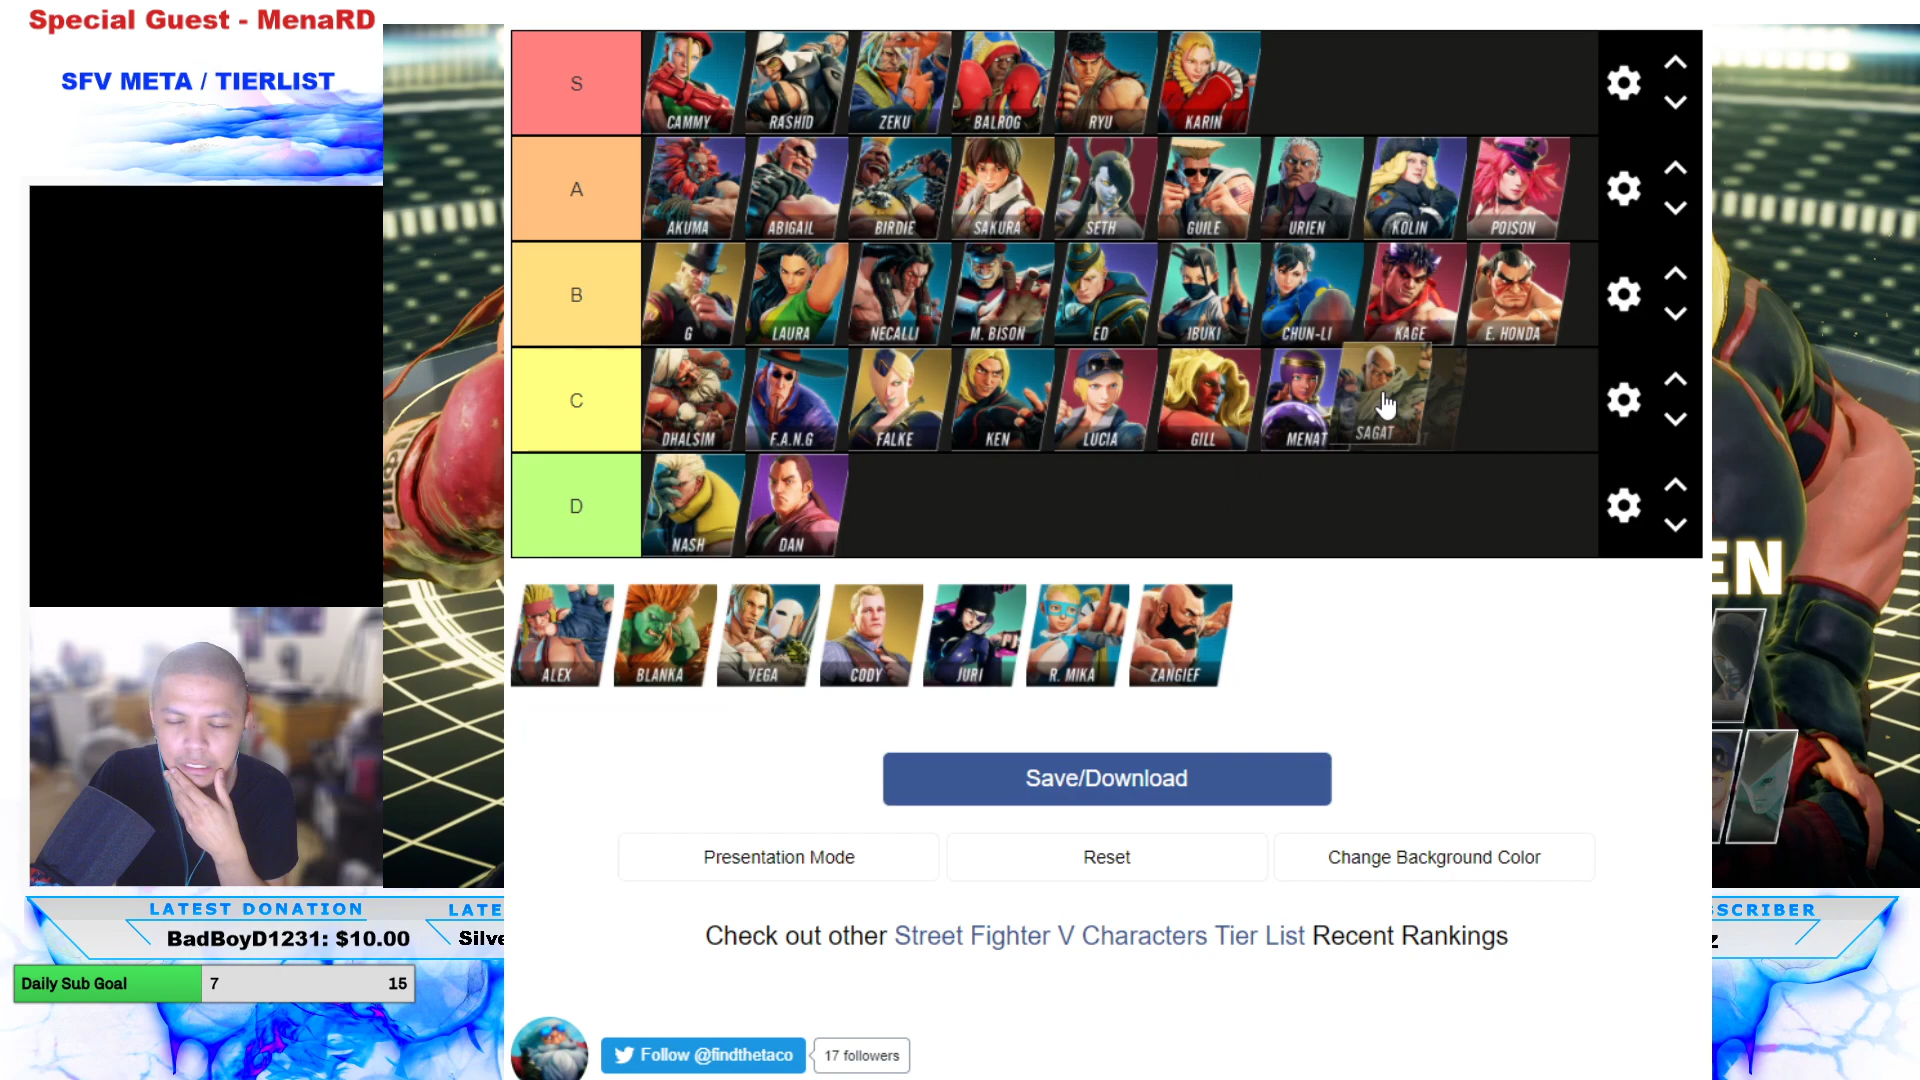 Special Guest - MenaRD
SFV META / TIERLIST
S
CAMMY RASHID ZEKU BALROG RYU KARIN
A
AKUMA ABIGAIL BIRDIE SAKURA SETH GUILE URIEN KOLIN POISON
B
G LAURA NECALLI M. BISON ED IBUKI CHUN-LI KAGE E. HONDA
C
DHALSIM F.A.N.G FALKE KEN LUCIA GILL MENAT SAGAT
D
NASH DAN
EN
ALEX BLANKA VEGA CODY JURI R. MIKA ZANGIEF
Save/Download
Presentation Mode Reset Change Background Color
LATEST DONATION LATE
SCRIBER
BadBoyD1231: $10.00 Silve
Check out other Street Fighter V Characters Tier List Recent Rankings
Daily Sub Goal 7 15
Follow @findthetaco 17 followers